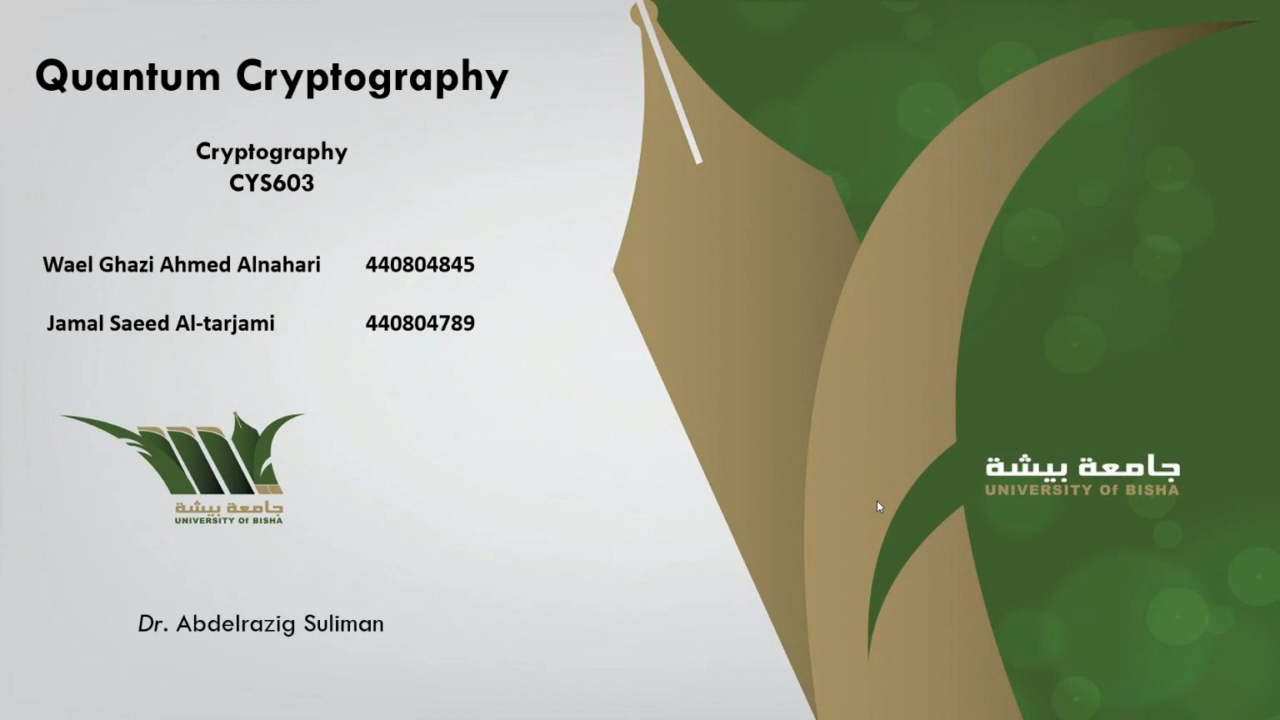 Quantum Cryptography
Cryptography
CYS603
Wael Ghazi Ahmed Alnahari 440804845
Jamal Saeed Al-tarjami 440804789
جامعة بيشة
UNIVERSITY Of BISHA
Dr. Abdelrazig Suliman
جامعة بيشة
UNIVERSITY Of BISHA